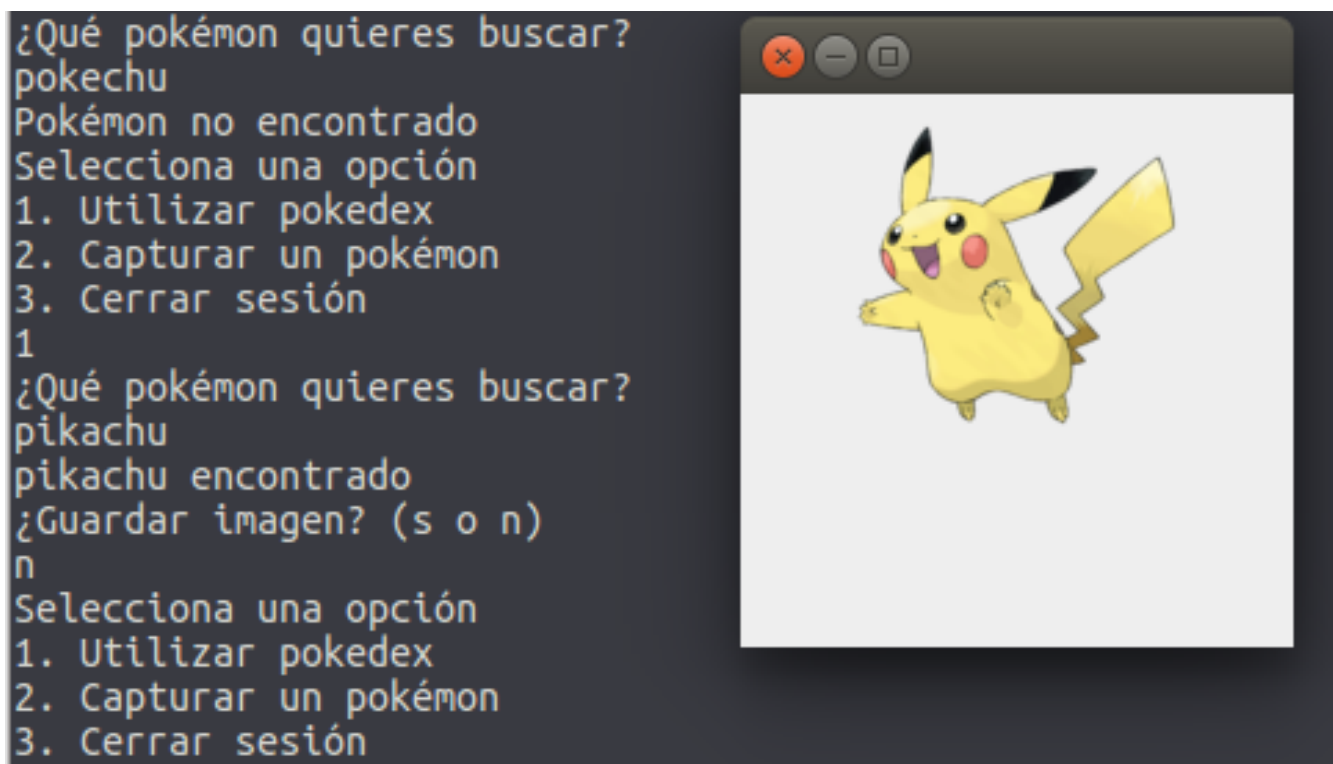 ¿Qué pokémon quieres buscar?
pokechu
Pokémon no encontrado
Selecciona una opción
1. Utilizar pokedex
2. Capturar un pokémon
3. Cerrar sesión
1
¿Qué pokémon quieres buscar?
pikachu
pikachu encontrado
¿Guardar imagen? (s o n)
n
Selecciona una opción
1. Utilizar pokedex
2. Capturar un pokémon
3. Cerrar sesión